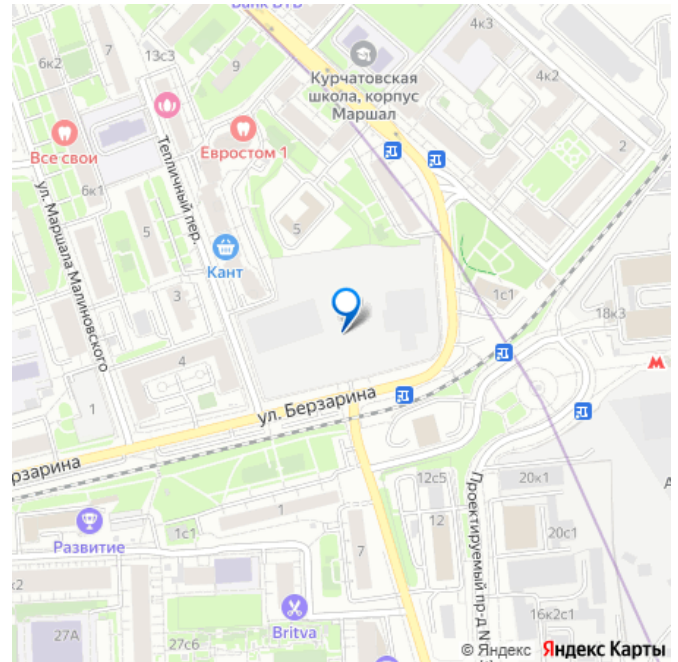 Bank ВТБ
4к3
6к2
7
13с3
9
4к2
Курчатовская
школа, корпус
Маршал
2
Все свои
Тепличный пер.
Евростом 1
6к1
ул. Маршала Малиновского
5
5
Кант
3
1с1
18к3
4
1
ул. Берзарина
12с5
20к1
Развитие
1с1
1
12
20с1
Проектируемый пр-д N
к2
7
16к2с1
27А
27с6
Britva
© Яндекс Яндекс Карты